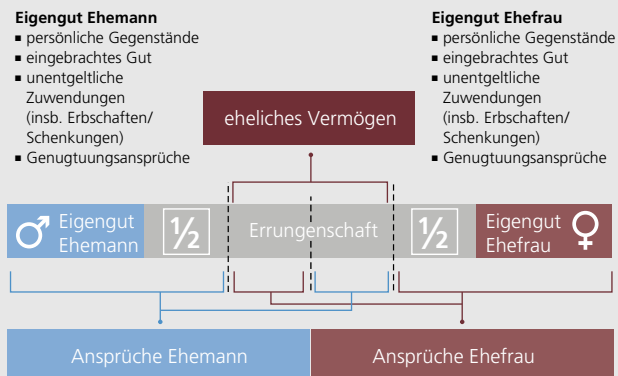 Eigengut Ehemann
▪ persönliche Gegenstände
▪ eingebrachtes Gut
▪ unentgeltliche
Zuwendungen
(insb. Erbschaften/
Schenkungen)
▪ Genugtuungsansprüche
Eigengut Ehefrau
▪ persönliche Gegenstände
▪ eingebrachtes Gut
▪ unentgeltliche
Zuwendungen
(insb. Erbschaften/
Schenkungen)
▪ Genugtuungsansprüche
eheliches Vermögen
♂ Eigengut
Ehemann
½
Errungenschaft
½
Eigengut
Ehefrau ♀
Ansprüche Ehemann
Ansprüche Ehefrau